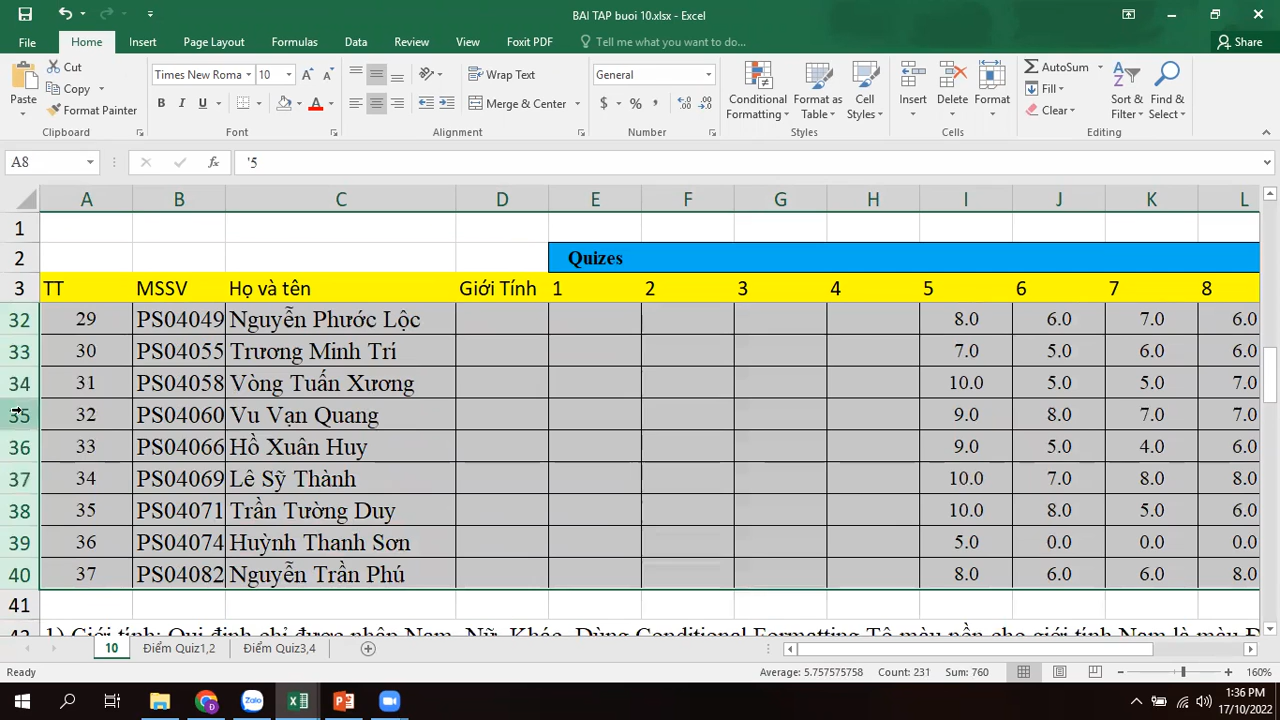 BAI TAP buoi 10.xlsx - Excel
File Home Insert Page Layout Formulas Data Review View Foxit PDF Tell me what you want to do... Share
Paste Cut Copy Format Painter Clipboard
Times New Roma 10 A A B I U A Font
Wrap Text Merge & Center Alignment
General $ % , Number
Conditional Formatting Format as Table Cell Styles Styles
Insert Delete Format Cells
AutoSum Fill Clear Sort & Filter Find & Select Editing
A8 fx '5
A B C D E F G H I J K L
1
2 Quizes
3 TT MSSV Họ và tên Giới Tính 1 2 3 4 5 6 7 8
32 29 PS04049 Nguyễn Phước Lộc 8.0 6.0 7.0 6.0
33 30 PS04055 Trương Minh Trí 7.0 5.0 6.0 6.0
34 31 PS04058 Vòng Tuấn Xương 10.0 5.0 5.0 7.0
35 32 PS04060 Vu Vạn Quang 9.0 8.0 7.0 7.0
36 33 PS04066 Hồ Xuân Huy 9.0 5.0 4.0 6.0
37 34 PS04069 Lê Sỹ Thành 10.0 7.0 8.0 8.0
38 35 PS04071 Trần Tường Duy 10.0 8.0 5.0 6.0
39 36 PS04074 Huỳnh Thanh Sơn 5.0 0.0 0.0 0.0
40 37 PS04082 Nguyễn Trần Phú 8.0 6.0 6.0 8.0
41
42 1) Giới tính: Qui định chỉ được nhập Nam, Nữ, Khác. Dùng Conditional Formatting Tô màu nền cho giới tính Nam là màu
10 Điểm Quiz1,2 Điểm Quiz3,4
Ready Average: 5.757575758 Count: 231 Sum: 760 160%
Zalo
1:36 PM
17/10/2022